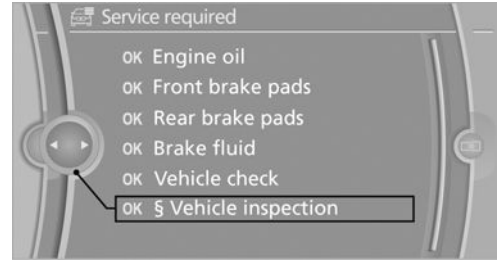 Service required
OK Engine oil
OK Front brake pads
OK Rear brake pads
OK Brake fluid
OK Vehicle check
OK § Vehicle inspection